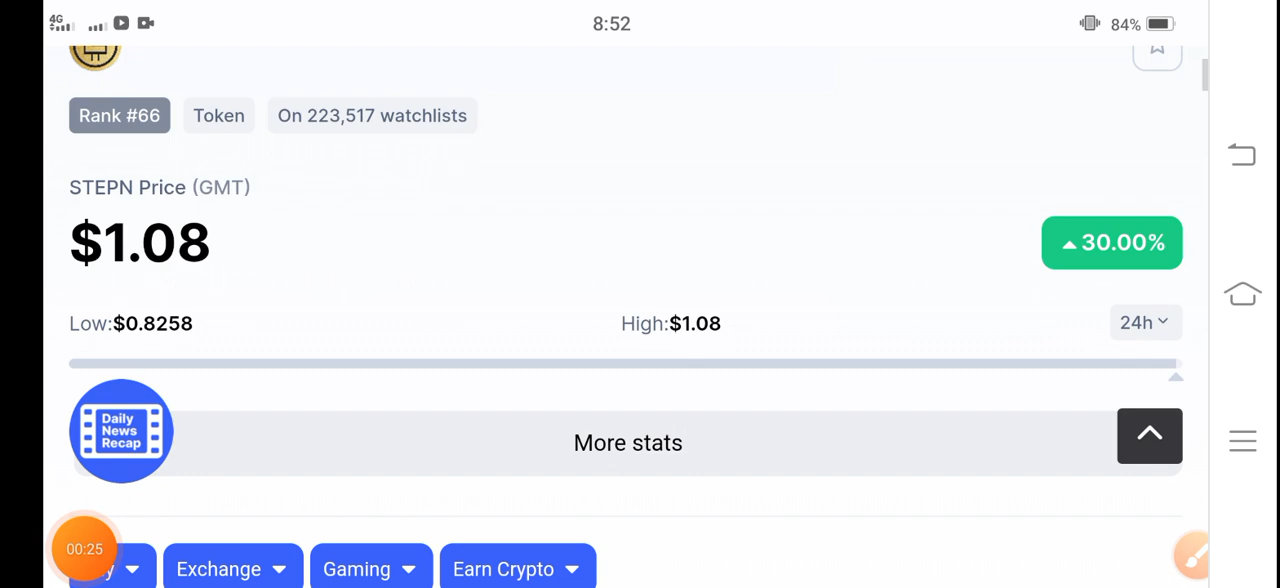 4G 8:52 84%
Rank #66 Token On 223,517 watchlists
STEPN Price (GMT)
$1.08 30.00%
Low:$0.8258 High:$1.08 24h
Daily
News
Recap
More stats
00:25 y Exchange Gaming Earn Crypto